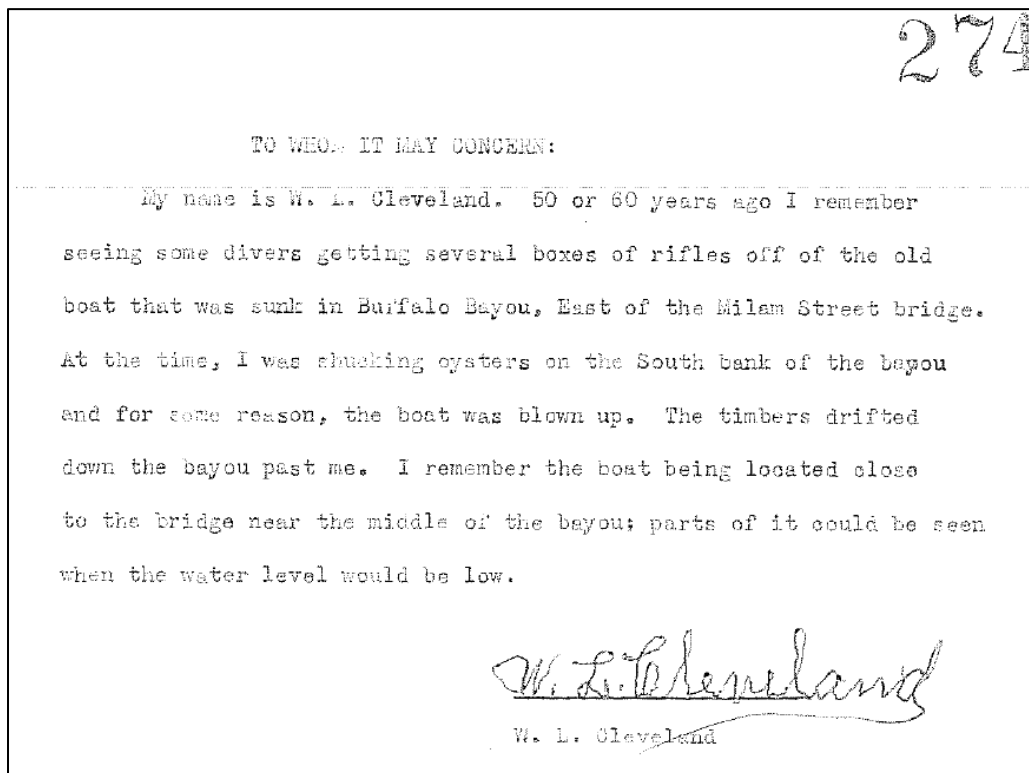 274
TO WHOM IT MAY CONCERN:
My name is W. L. Cleveland. 50 or 60 years ago I remember
seeing some divers getting several boxes of rifles off of the old
boat that was sunk in Buffalo Bayou, East of the Milam Street bridge.
At the time, I was shucking oysters on the South bank of the bayou
and for some reason, the boat was blown up. The timbers drifted
down the bayou past me. I remember the boat being located close
to the bridge near the middle of the bayou; parts of it could be seen
when the water level would be low.
W. L. Cleveland
W. L. Cleveland